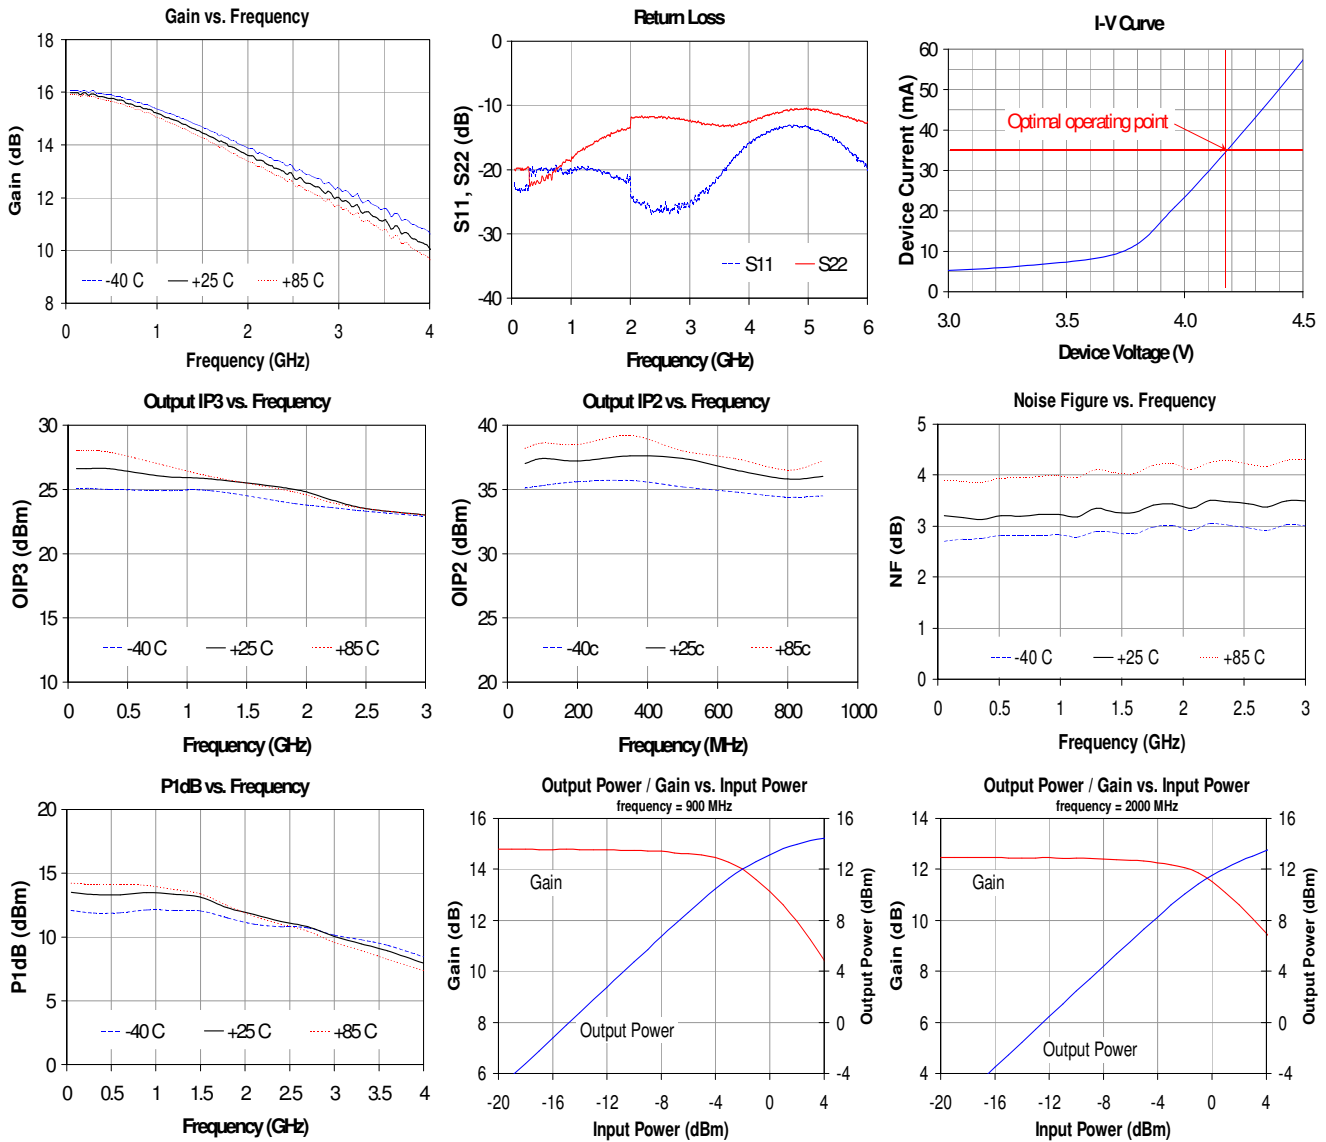 Gain vs. Frequency
Gain (dB)
18
16
14
12
10
8
-40 C +25 C +85 C
0 1 2 3 4
Frequency (GHz)
Return Loss
S11, S22 (dB)
0
-10
-20
-30
-40
S11 S22
0 1 2 3 4 5 6
Frequency (GHz)
I-V Curve
Device Current (mA)
60
50
40
30
20
10
0
Optimal operating point
3.0 3.5 4.0 4.5
Device Voltage (V)
Output IP3 vs. Frequency
OIP3 (dBm)
30
25
20
15
10
-40 C +25 C +85 C
0 0.5 1 1.5 2 2.5 3
Frequency (GHz)
Output IP2 vs. Frequency
OIP2 (dBm)
40
35
30
25
20
-40c +25c +85c
0 200 400 600 800 1000
Frequency (MHz)
Noise Figure vs. Frequency
NF (dB)
5
4
3
2
1
0
-40 C +25 C +85 C
0 0.5 1 1.5 2 2.5 3
Frequency (GHz)
P1dB vs. Frequency
P1dB (dBm)
20
15
10
5
0
-40 C +25 C +85 C
0 0.5 1 1.5 2 2.5 3 3.5 4
Frequency (GHz)
Output Power / Gain vs. Input Power
frequency = 900 MHz
Gain (dB)
16
14
12
10
8
6
Gain
Output Power
16
12
8
4
0
-4
Output Power (dBm)
-20 -16 -12 -8 -4 0 4
Input Power (dBm)
Output Power / Gain vs. Input Power
frequency = 2000 MHz
Gain (dB)
14
12
10
8
6
4
Gain
Output Power
16
12
8
4
0
-4
Output Power (dBm)
-20 -16 -12 -8 -4 0 4
Input Power (dBm)